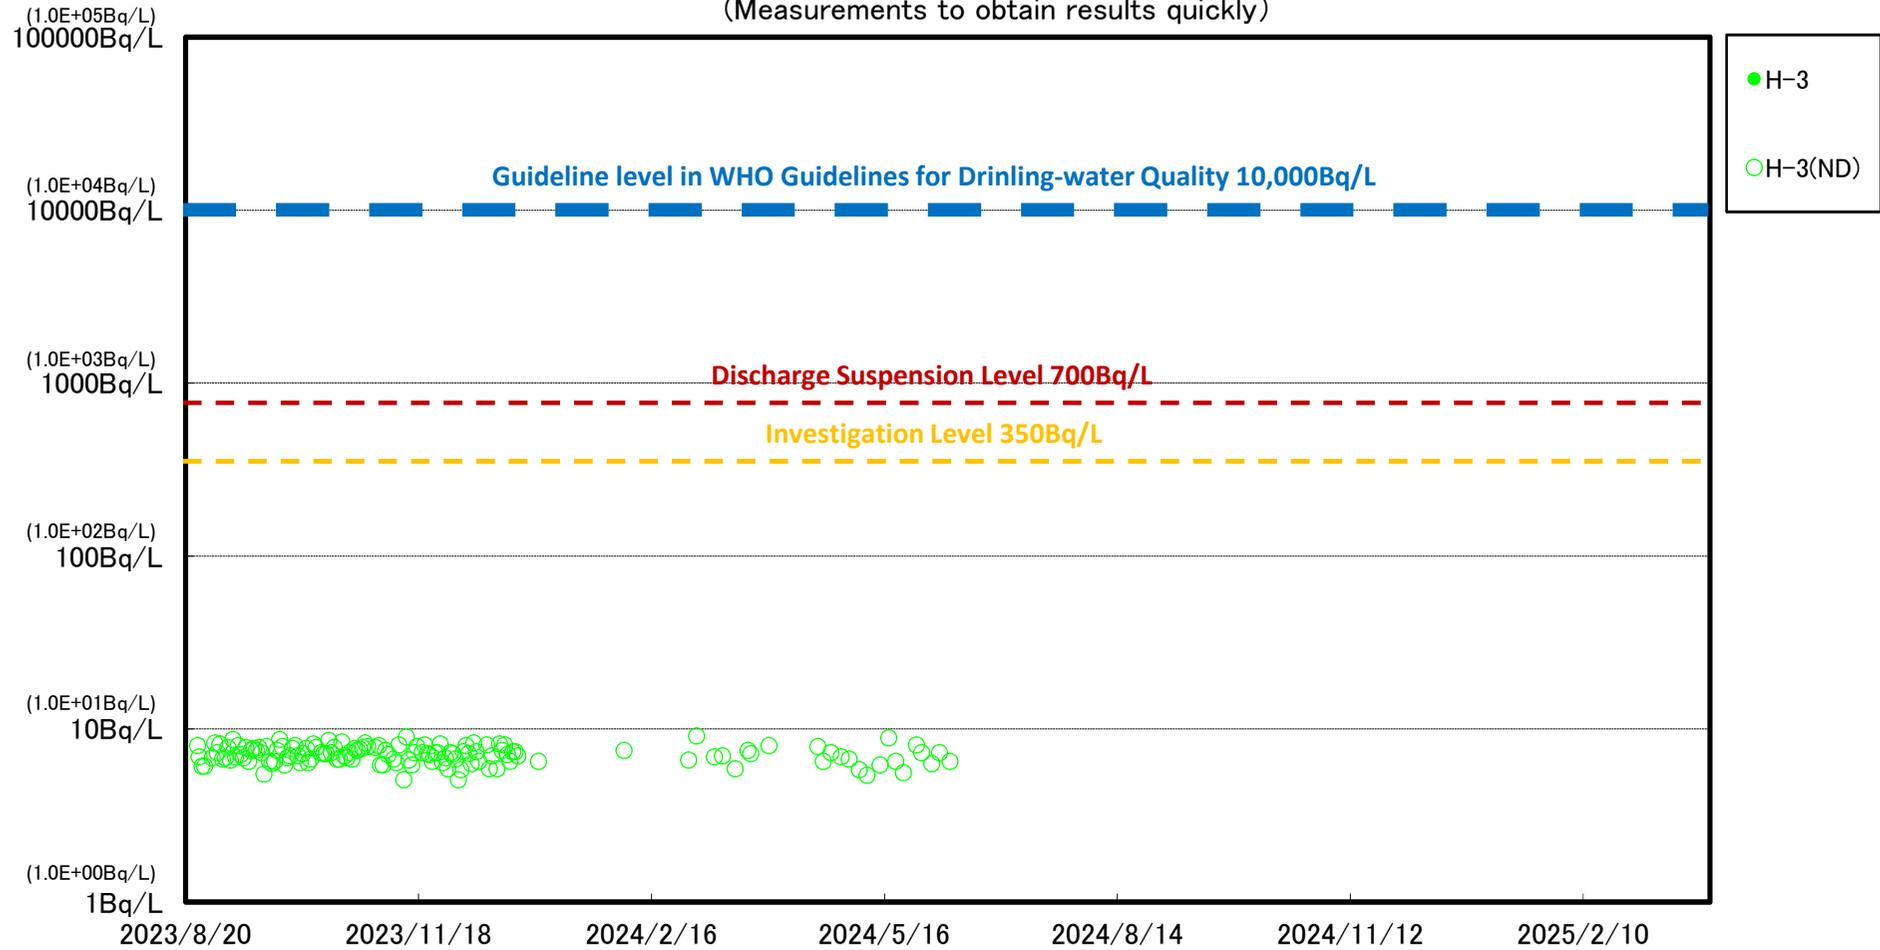 (Measurements to obtain results quickly)
(1.0E+05Bq/L)
100000Bq/L
H-3
H-3(ND)
Guideline level in WHO Guidelines for Drinling-water Quality 10,000Bq/L
(1.0E+04Bq/L)
10000Bq/L
(1.0E+03Bq/L)
1000Bq/L
Discharge Suspension Level 700Bq/L
Investigation Level 350Bq/L
(1.0E+02Bq/L)
100Bq/L
(1.0E+01Bq/L)
10Bq/L
(1.0E+00Bq/L)
1Bq/L
2023/8/20 2023/11/18 2024/2/16 2024/5/16 2024/8/14 2024/11/12 2025/2/10